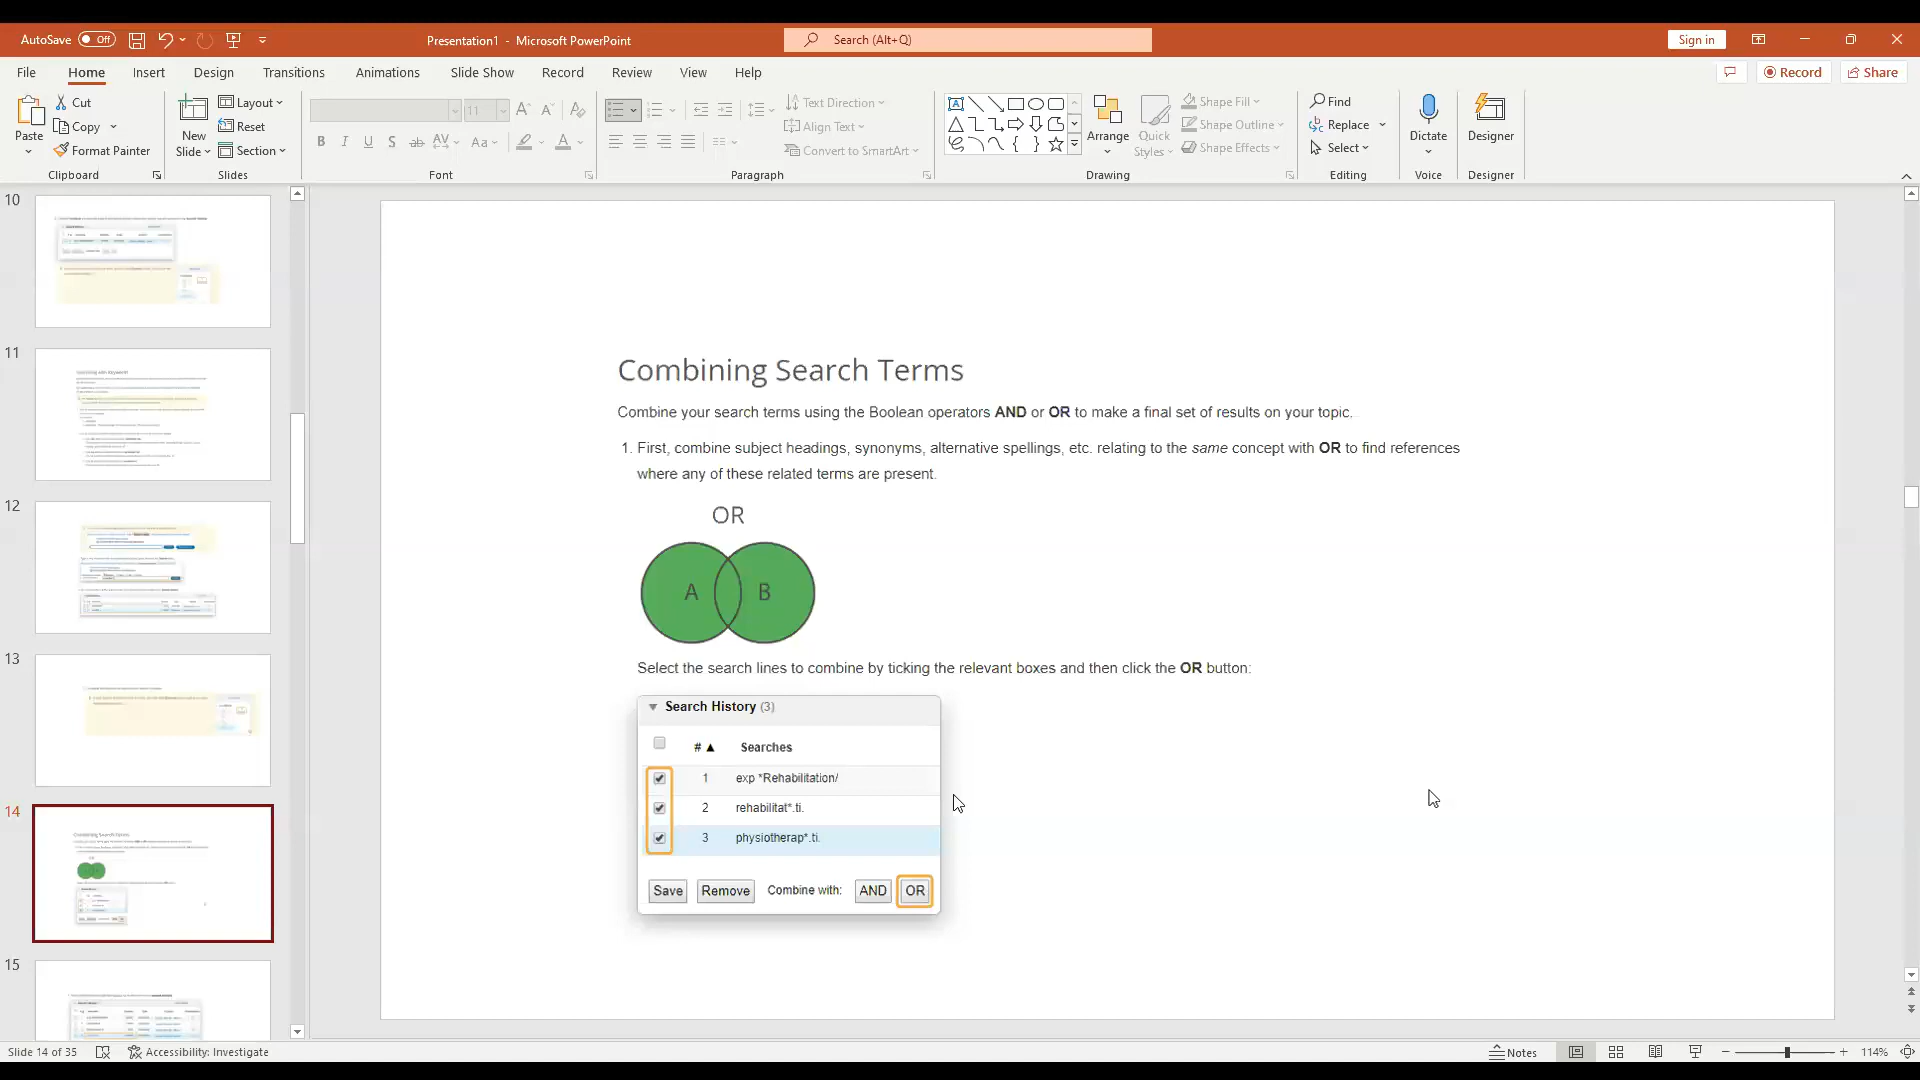 AutoSave Off
Presentation1 - Microsoft PowerPoint
Search (Alt+Q)
Sign in
File Home Insert Design Transitions Animations Slide Show Record Review View Help
Record Share
Paste
Cut
Copy
Format Painter
Clipboard
New Slide
Layout
Reset
Section
Slides
11
B I U S ab AV Aa A
Font
Text Direction
Align Text
Convert to SmartArt
Paragraph
Arrange
Quick Styles
Shape Fill
Shape Outline
Shape Effects
Drawing
Find
Replace
Select
Editing
Dictate
Voice
Designer
Designer
10
11
12
13
14
15
Combining Search Terms
Combine your search terms using the Boolean operators AND or OR to make a final set of results on your topic.
1. First, combine subject headings, synonyms, alternative spellings, etc. relating to the same concept with OR to find references
where any of these related terms are present.
OR
A B
Select the search lines to combine by ticking the relevant boxes and then click the OR button:
Search History (3)
# ▲ Searches
1 exp *Rehabilitation/
2 rehabilitat*.ti.
3 physiotherap*.ti.
Save Remove Combine with: AND OR
Slide 14 of 35
Accessibility: Investigate
Notes
114%